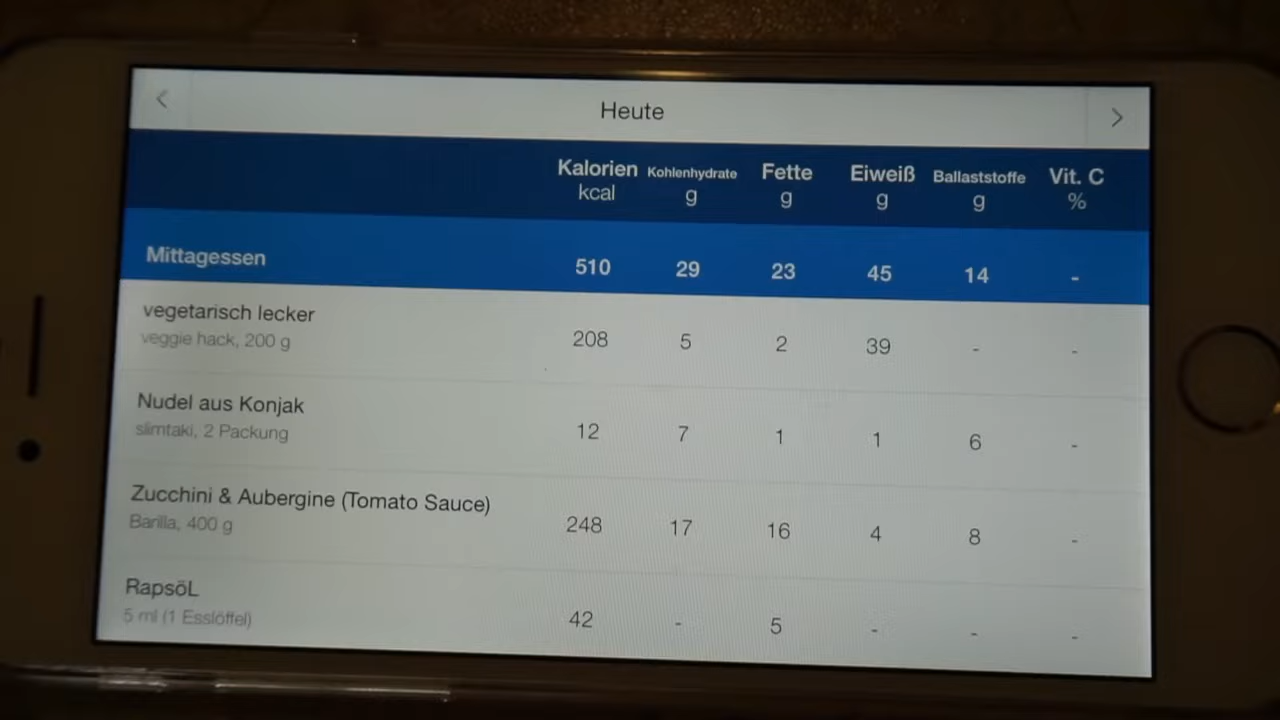 Heute
Kalorien Kohlenhydrate Fette Eiweiß Ballaststoffe Vit. C
kcal g g g g %
Mittagessen 510 29 23 45 14 -
vegetarisch lecker
veggie hack, 200 g 208 5 2 39 - -
Nudel aus Konjak
slimtaki, 2 Packung 12 7 1 1 6 -
Zucchini & Aubergine (Tomato Sauce)
Barilla, 400 g 248 17 16 4 8 -
RapsöL
5 ml (1 Esslöffel) 42 - 5 - - -